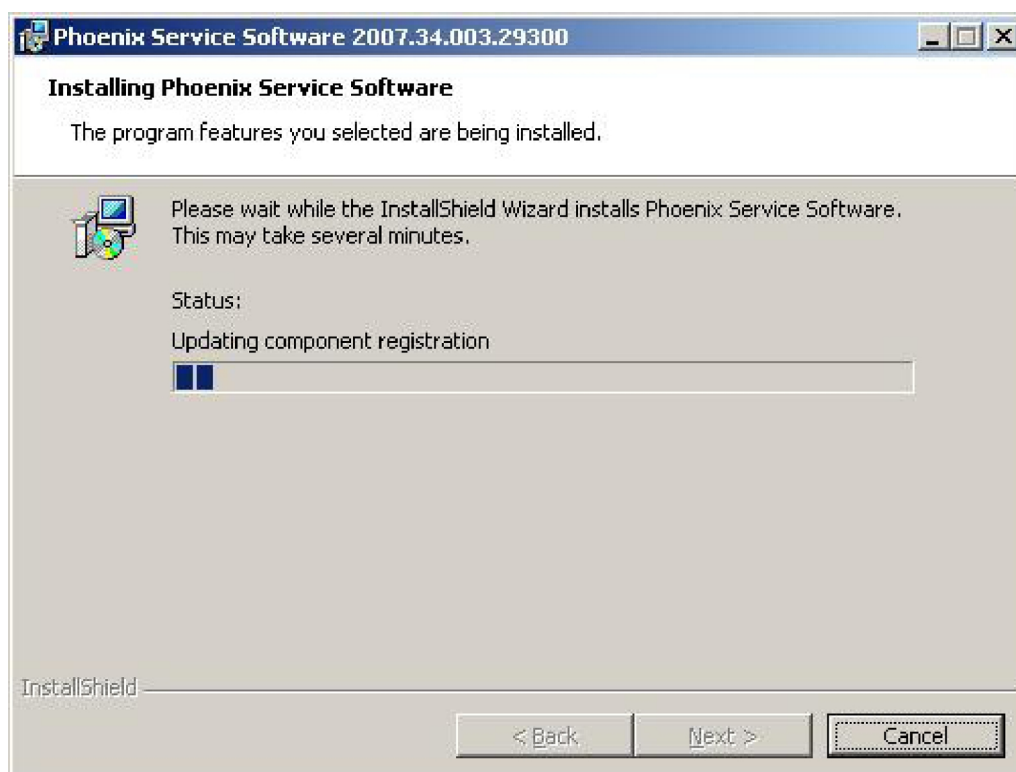 Phoenix Service Software 2007.34.003.29300
Installing Phoenix Service Software
The program features you selected are being installed.
Please wait while the InstallShield Wizard installs Phoenix Service Software.
This may take several minutes.
Status:
Updating component registration
InstallShield
< Back
Next >
Cancel